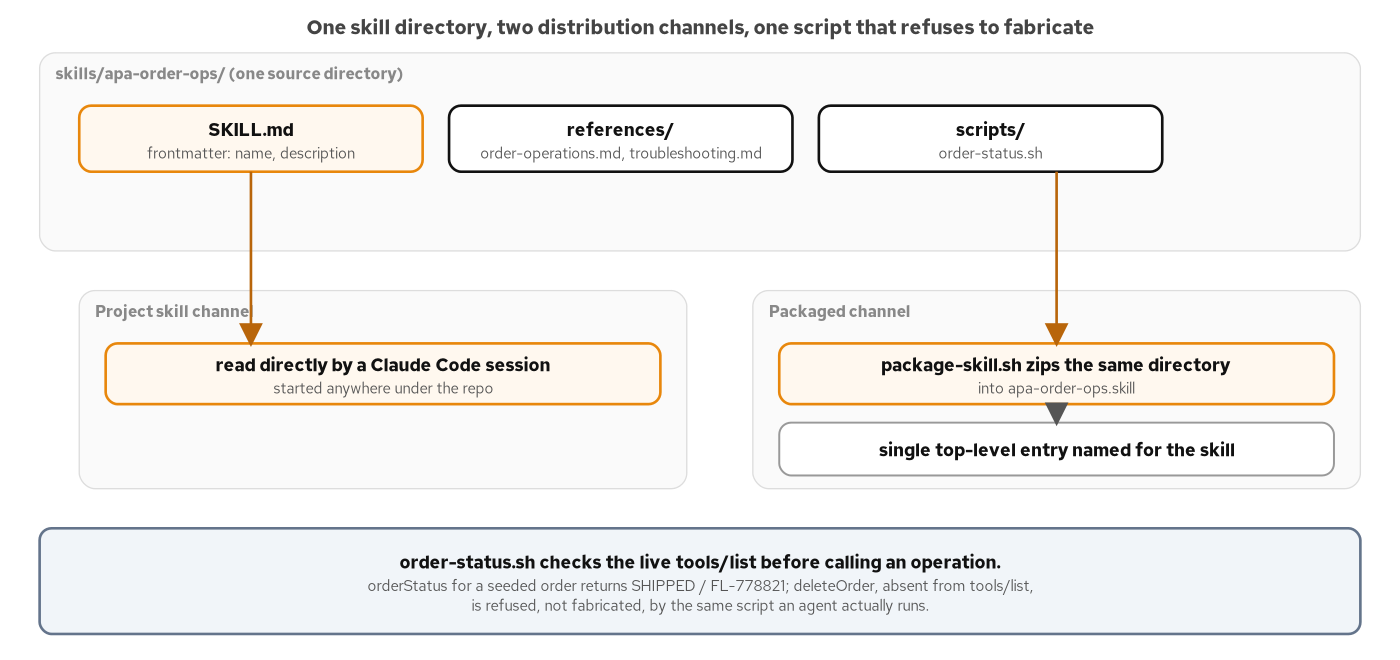 One skill directory, two distribution channels, one script that refuses to fabricate
skills/apa-order-ops/ (one source directory)
SKILL.md
frontmatter: name, description
references/
order-operations.md, troubleshooting.md
scripts/
order-status.sh
Project skill channel
read directly by a Claude Code session
started anywhere under the repo
Packaged channel
package-skill.sh zips the same directory
into apa-order-ops.skill
single top-level entry named for the skill
order-status.sh checks the live tools/list before calling an operation.
orderStatus for a seeded order returns SHIPPED / FL-778821; deleteOrder, absent from tools/list,
is refused, not fabricated, by the same script an agent actually runs.